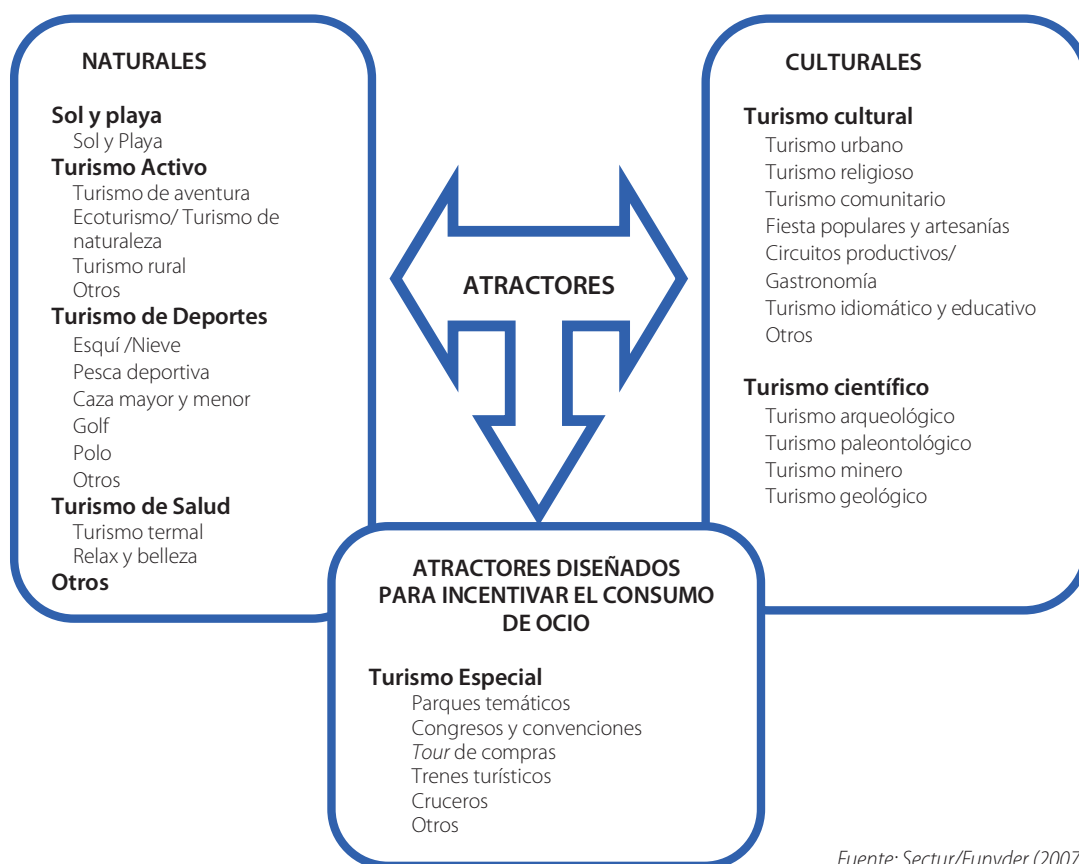 NATURALES
Sol y playa
Sol y Playa
Turismo Activo
Turismo de aventura
Ecoturismo/ Turismo de
naturaleza
Turismo rural
Otros
Turismo de Deportes
Esquí /Nieve
Pesca deportiva
Caza mayor y menor
Golf
Polo
Otros
Turismo de Salud
Turismo termal
Relax y belleza
Otros
ATRACTORES
CULTURALES
Turismo cultural
Turismo urbano
Turismo religioso
Turismo comunitario
Fiesta populares y artesanías
Circuitos productivos/
Gastronomía
Turismo idiomático y educativo
Otros
Turismo científico
Turismo arqueológico
Turismo paleontológico
Turismo minero
Turismo geológico
ATRACTORES DISEÑADOS
PARA INCENTIVAR EL CONSUMO
DE OCIO
Turismo Especial
Parques temáticos
Congresos y convenciones
Tour de compras
Trenes turísticos
Cruceros
Otros
Fuente: Sectur/Funyder (2007